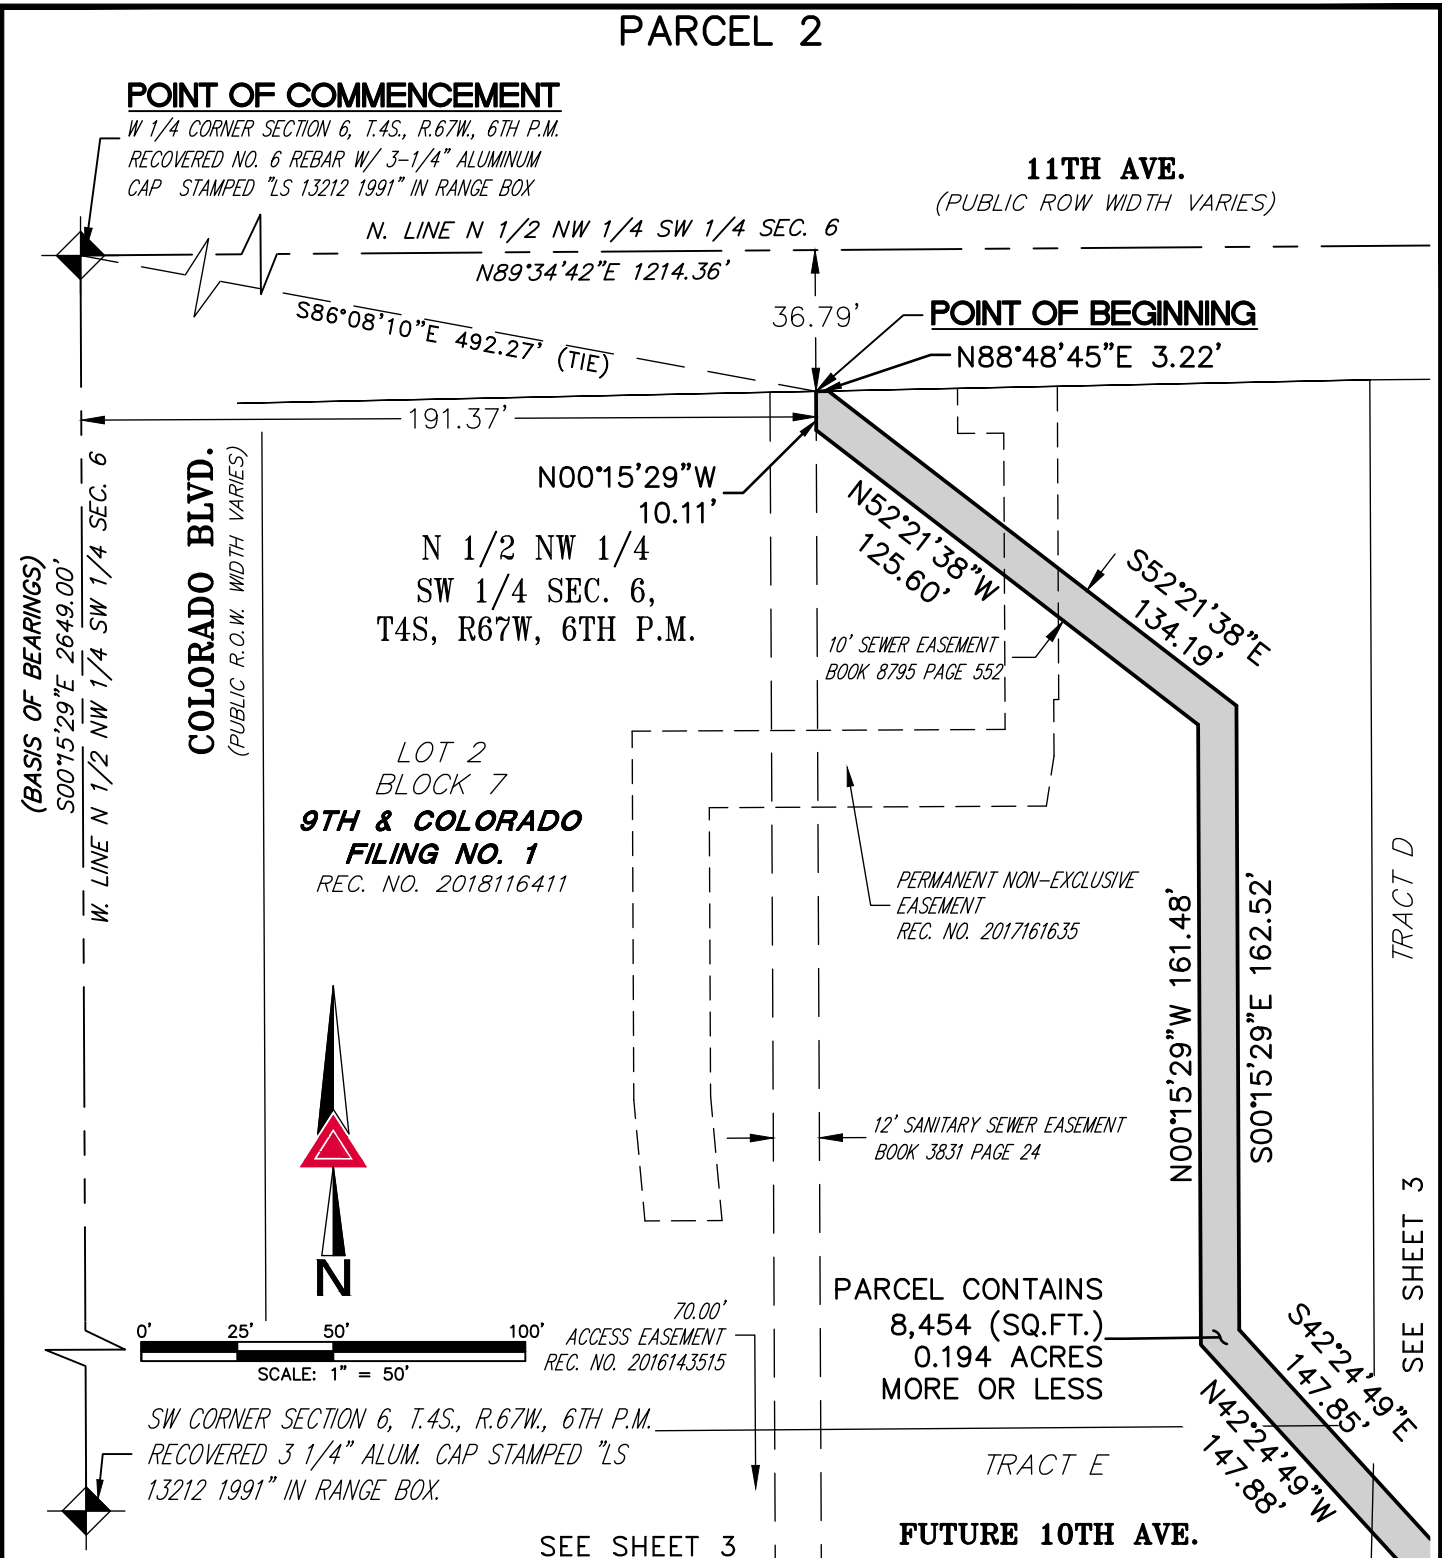 PARCEL 2
POINT OF COMMENCEMENT
W 1/4 CORNER SECTION 6, T.4S., R.67W., 6TH P.M.
RECOVERED NO. 6 REBAR W/ 3-1/4" ALUMINUM
CAP STAMPED "LS 13212 1991" IN RANGE BOX
11TH AVE.
(PUBLIC ROW WIDTH VARIES)
N. LINE N 1/2 NW 1/4 SW 1/4 SEC. 6
N89°34'42"E 1214.36'
S86°08'10"E 492.27' (TIE)
36.79'
POINT OF BEGINNING
N88°48'45"E 3.22'
191.37'
N00°15'29"W
10.11'
COLORADO BLVD.
(PUBLIC R.O.W. WIDTH VARIES)
(BASIS OF BEARINGS)
S00°15'29"E 2649.00'
W. LINE N 1/2 NW 1/4 SW 1/4 SEC. 6
N 1/2 NW 1/4
SW 1/4 SEC. 6,
T4S, R67W, 6TH P.M.
N52°21'38"W
125.60'
S52°21'38"E
134.19'
10' SEWER EASEMENT
BOOK 8795 PAGE 552
LOT 2
BLOCK 7
9TH & COLORADO
FILING NO. 1
REC. NO. 2018116411
PERMANENT NON-EXCLUSIVE
EASEMENT
REC. NO. 2017161635
N00°15'29"W 161.48'
S00°15'29"E 162.52'
TRACT D
12' SANITARY SEWER EASEMENT
BOOK 3831 PAGE 24
SEE SHEET 3
N
0' 25' 50' 100'
SCALE: 1" = 50'
70.00'
ACCESS EASEMENT
REC. NO. 2016143515
PARCEL CONTAINS
8,454 (SQ.FT.)
0.194 ACRES
MORE OR LESS
S42°24'49"E
147.85'
N42°24'49"W
147.88'
SW CORNER SECTION 6, T.4S., R.67W., 6TH P.M.
RECOVERED 3 1/4" ALUM. CAP STAMPED "LS
13212 1991" IN RANGE BOX.
TRACT E
FUTURE 10TH AVE.
SEE SHEET 3